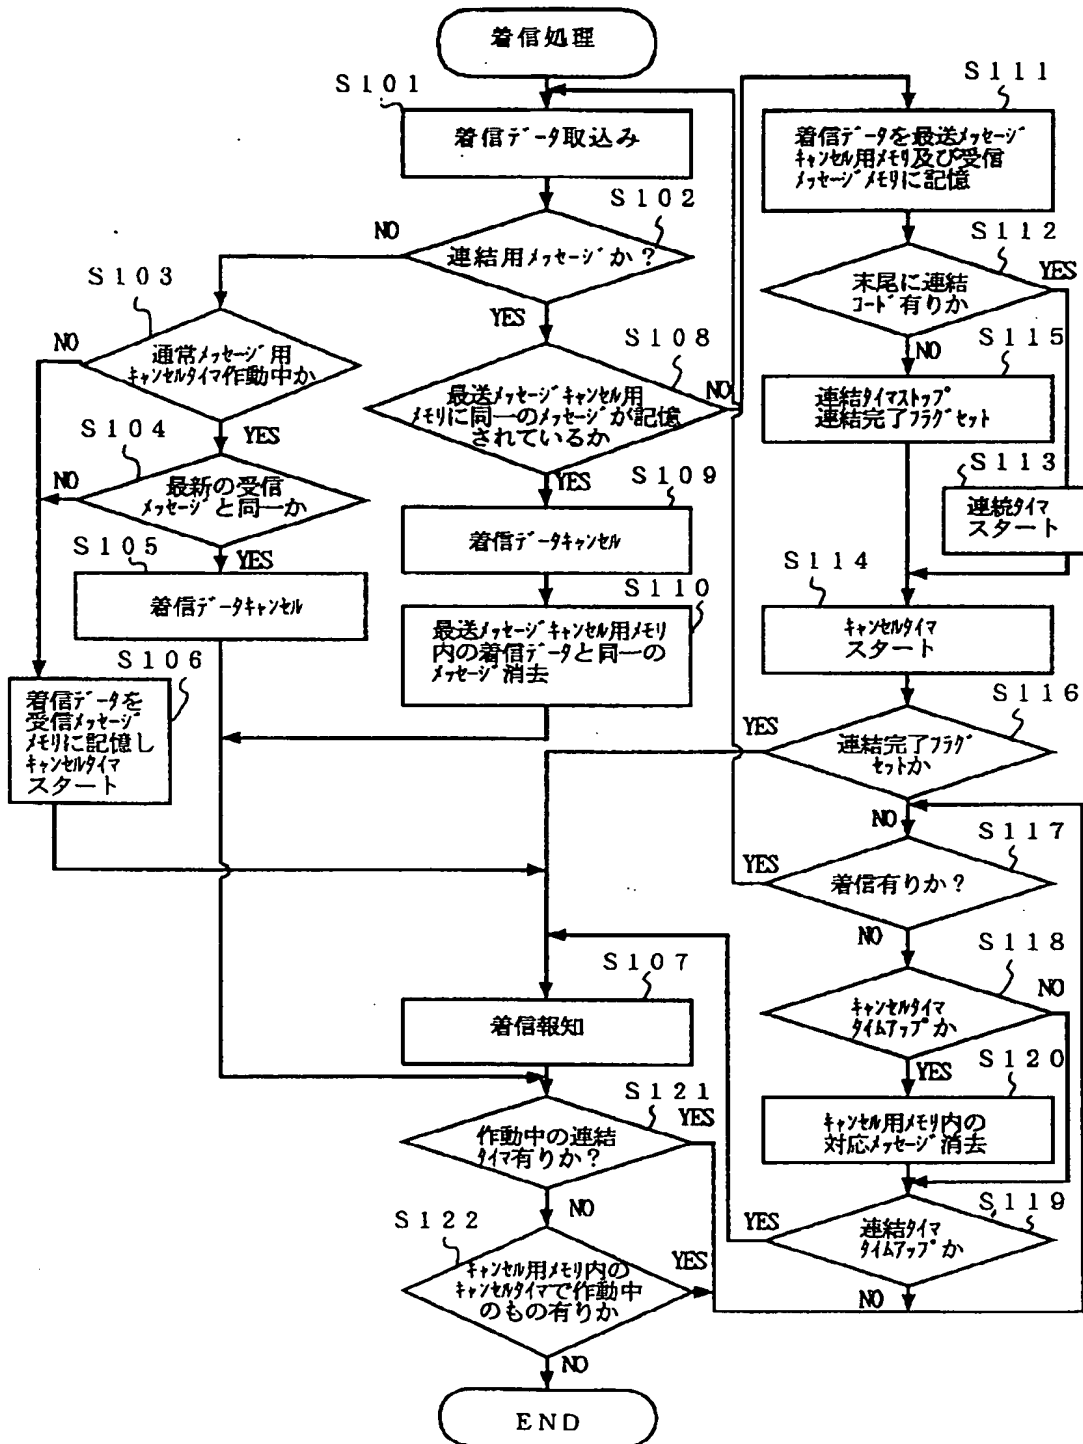 着信処理
S101
着信データ取込み
S102
連結用メッセージか？
NO
YES
S103
通常メッセージ用
キャンセルタイマ作動中か
NO
YES
S104
最新の受信
メッセージと同一か
NO
YES
S105
着信データキャンセル
S106
着信データを
受信メッセージ
メモリに記憶し
キャンセルタイマ
スタート
S108
最送メッセージキャンセル用
メモリに同一のメッセージが記憶
されているか
NO
YES
S109
着信データキャンセル
S110
最送メッセージキャンセル用メモリ
内の着信データと同一の
メッセージ消去
S111
着信データを最送メッセージ
キャンセル用メモリ及び受信
メッセージメモリに記憶
S112
末尾に連結
コード有りか
YES
NO
S115
連結タイマストップ
連結完了フラグセット
S113
連続タイマ
スタート
S114
キャンセルタイマ
スタート
S116
連結完了フラグ
セットか
YES
NO
S117
着信有りか？
YES
NO
S118
キャンセルタイマ
タイムアップか
NO
YES
S120
キャンセル用メモリ内の
対応メッセージ消去
S119
連結タイマ
タイムアップか
YES
NO
S107
着信報知
S121
作動中の連結
タイマ有りか？
YES
NO
S122
キャンセル用メモリ内の
キャンセルタイマで作動中
のもの有りか
YES
NO
END